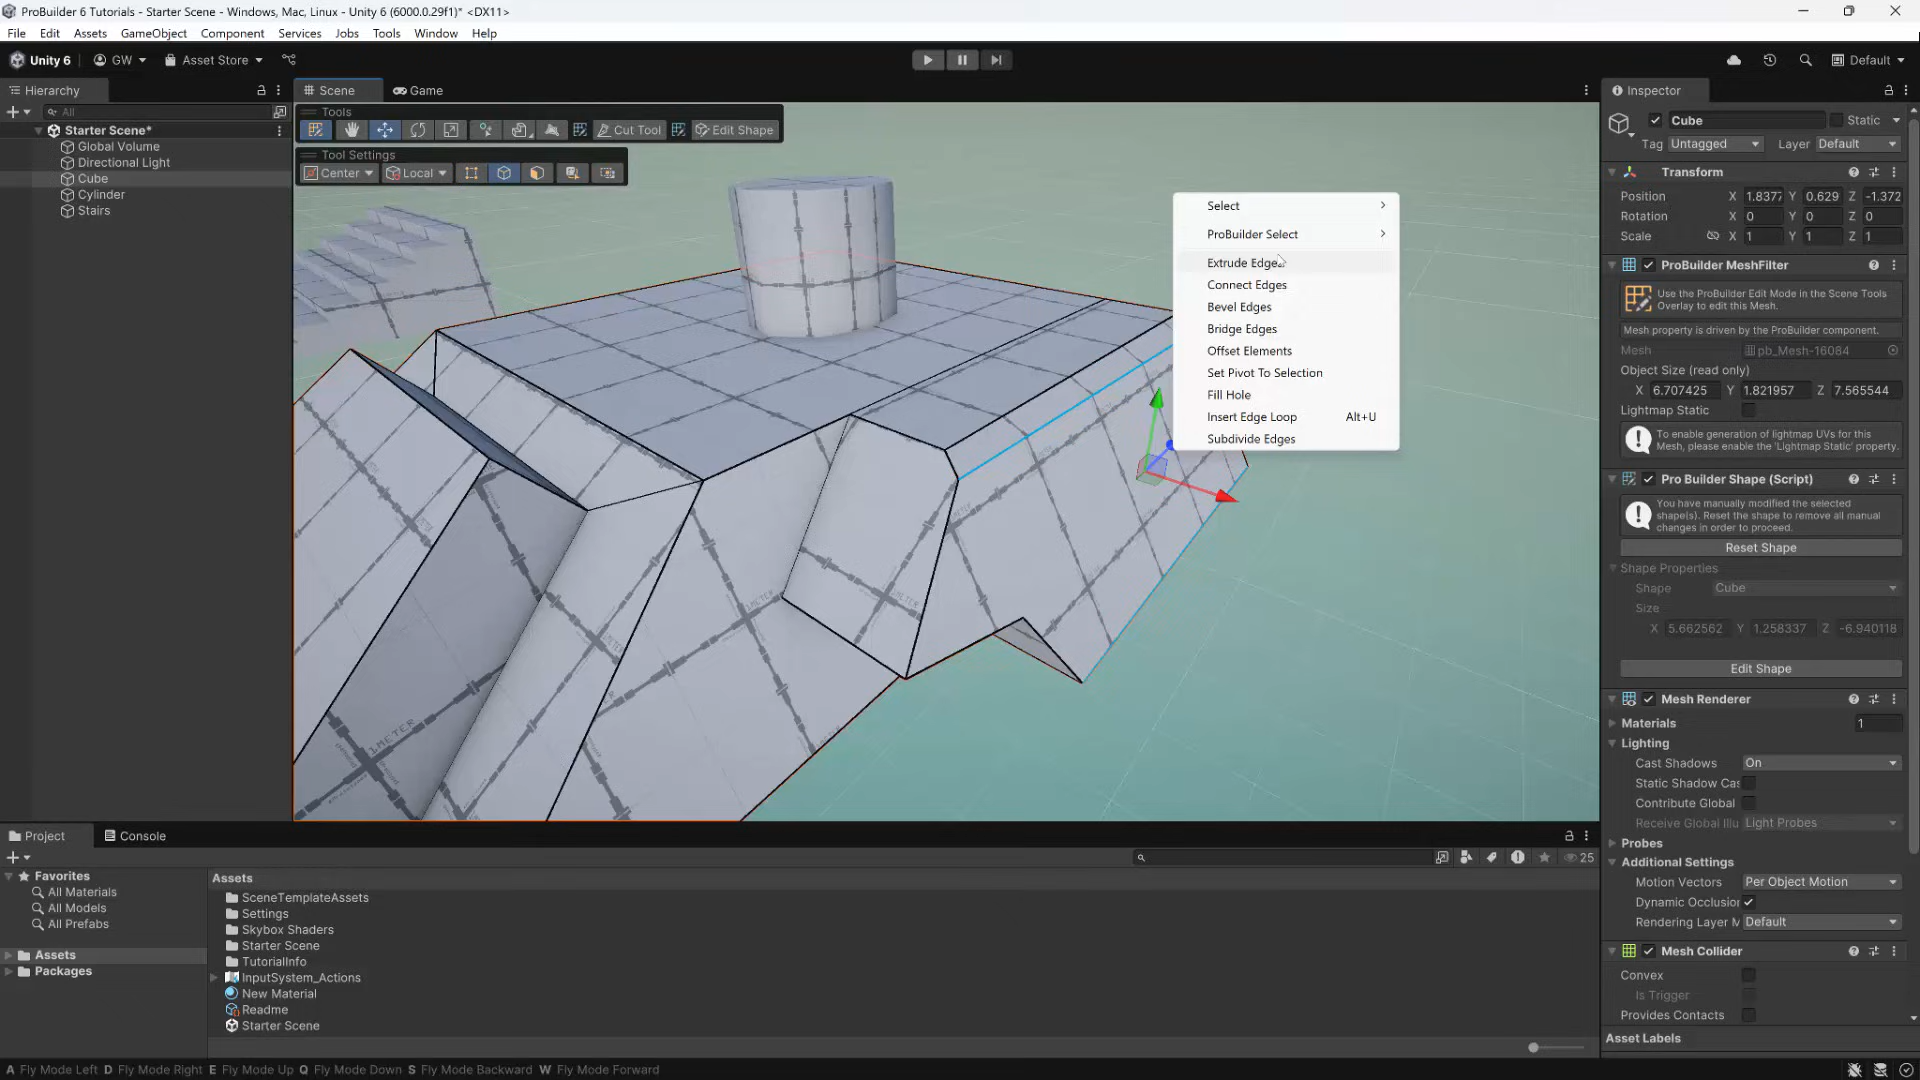 ProBuilder 6 Tutorials - Starter Scene - Windows, Mac, Linux - Unity 6 (6000.0.29f1)* <DX11>
File Edit Assets GameObject Component Services Jobs Tools Window Help
Unity 6 GW Asset Store Default
Hierarchy
All
Starter Scene*
Global Volume
Directional Light
Cube
Cylinder
Stairs
Scene Game
Tools
Cut Tool Edit Shape
Tool Settings
Center Local
Select
ProBuilder Select
Extrude Edges
Connect Edges
Bevel Edges
Bridge Edges
Offset Elements
Set Pivot To Selection
Fill Hole
Insert Edge Loop Alt+U
Subdivide Edges
1METER
Inspector
Cube Static
Tag Untagged Layer Default
Transform
Position X 1.8377 Y 0.629 Z -1.372
Rotation X 0 Y 0 Z 0
Scale X 1 Y 1 Z 1
ProBuilder MeshFilter
Use the ProBuilder Edit Mode in the Scene Tools
Overlay to edit this Mesh.
Mesh property is driven by the ProBuilder component.
Mesh pb_Mesh-16084
Object Size (read only)
X 6.707425 Y 1.821957 Z 7.565544
Lightmap Static
To enable generation of lightmap UVs for this
Mesh, please enable the 'Lightmap Static' property.
Pro Builder Shape (Script)
You have manually modified the selected
shape(s). Reset the shape to remove all manual
changes in order to proceed.
Reset Shape
Shape Properties
Shape Cube
Size
X 5.662562 Y 1.258337 Z -6.940118
Edit Shape
Mesh Renderer
Materials 1
Lighting
Cast Shadows On
Static Shadow Cas
Contribute Global
Receive Global Illu Light Probes
Probes
Additional Settings
Motion Vectors Per Object Motion
Dynamic Occlusion
Rendering Layer M Default
Mesh Collider
Convex
Is Trigger
Provides Contacts
Asset Labels
Project Console
25
Favorites
All Materials
All Models
All Prefabs
Assets
Packages
Assets
SceneTemplateAssets
Settings
Skybox Shaders
Starter Scene
TutorialInfo
InputSystem_Actions
New Material
Readme
Starter Scene
A Fly Mode Left D Fly Mode Right E Fly Mode Up Q Fly Mode Down S Fly Mode Backward W Fly Mode Forward